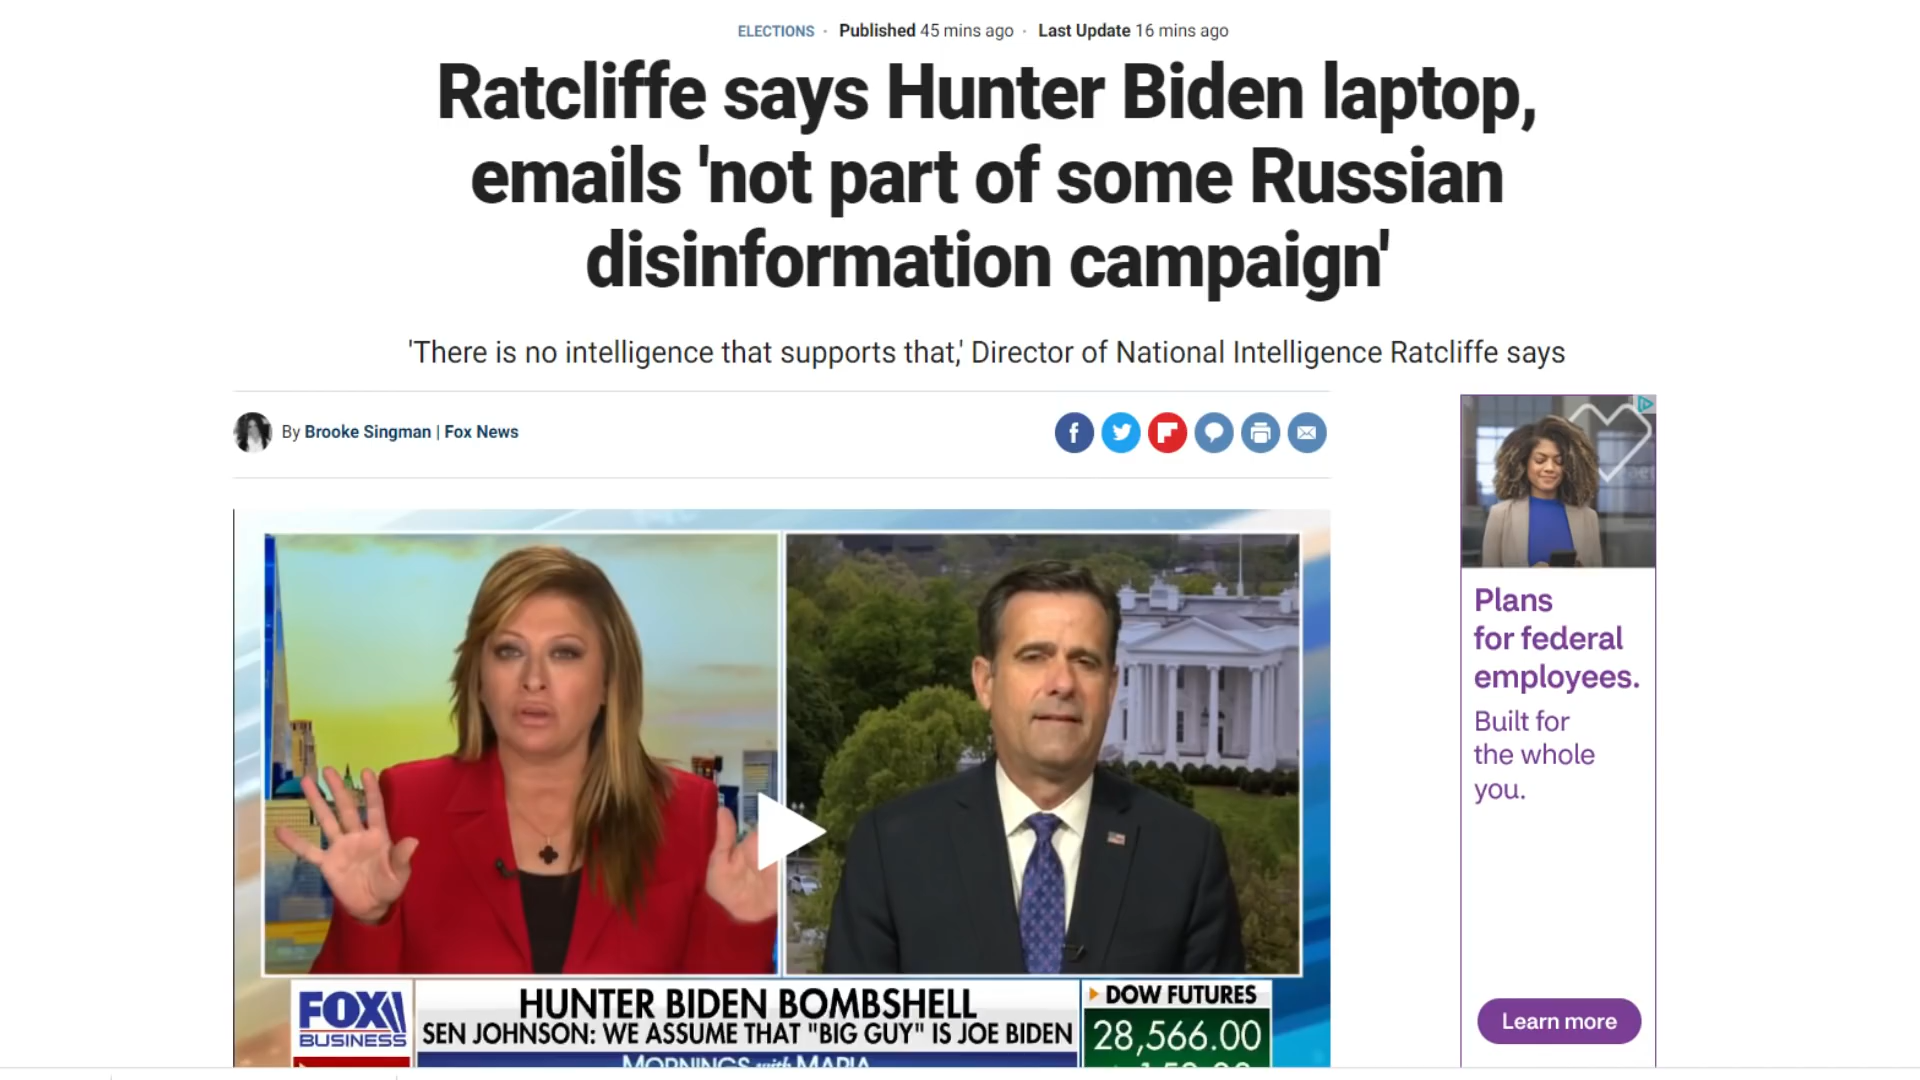 ELECTIONS · Published 45 mins ago · Last Update 16 mins ago
Ratcliffe says Hunter Biden laptop,
emails 'not part of some Russian
disinformation campaign'
'There is no intelligence that supports that,' Director of National Intelligence Ratcliffe says
By Brooke Singman | Fox News
Plans
for federal
employees.
Built for
the whole
you.
Learn more
FOX
BUSINESS
HUNTER BIDEN BOMBSHELL
SEN JOHNSON: WE ASSUME THAT "BIG GUY" IS JOE BIDEN
MORNINGS with MARIA
DOW FUTURES
28,566.00